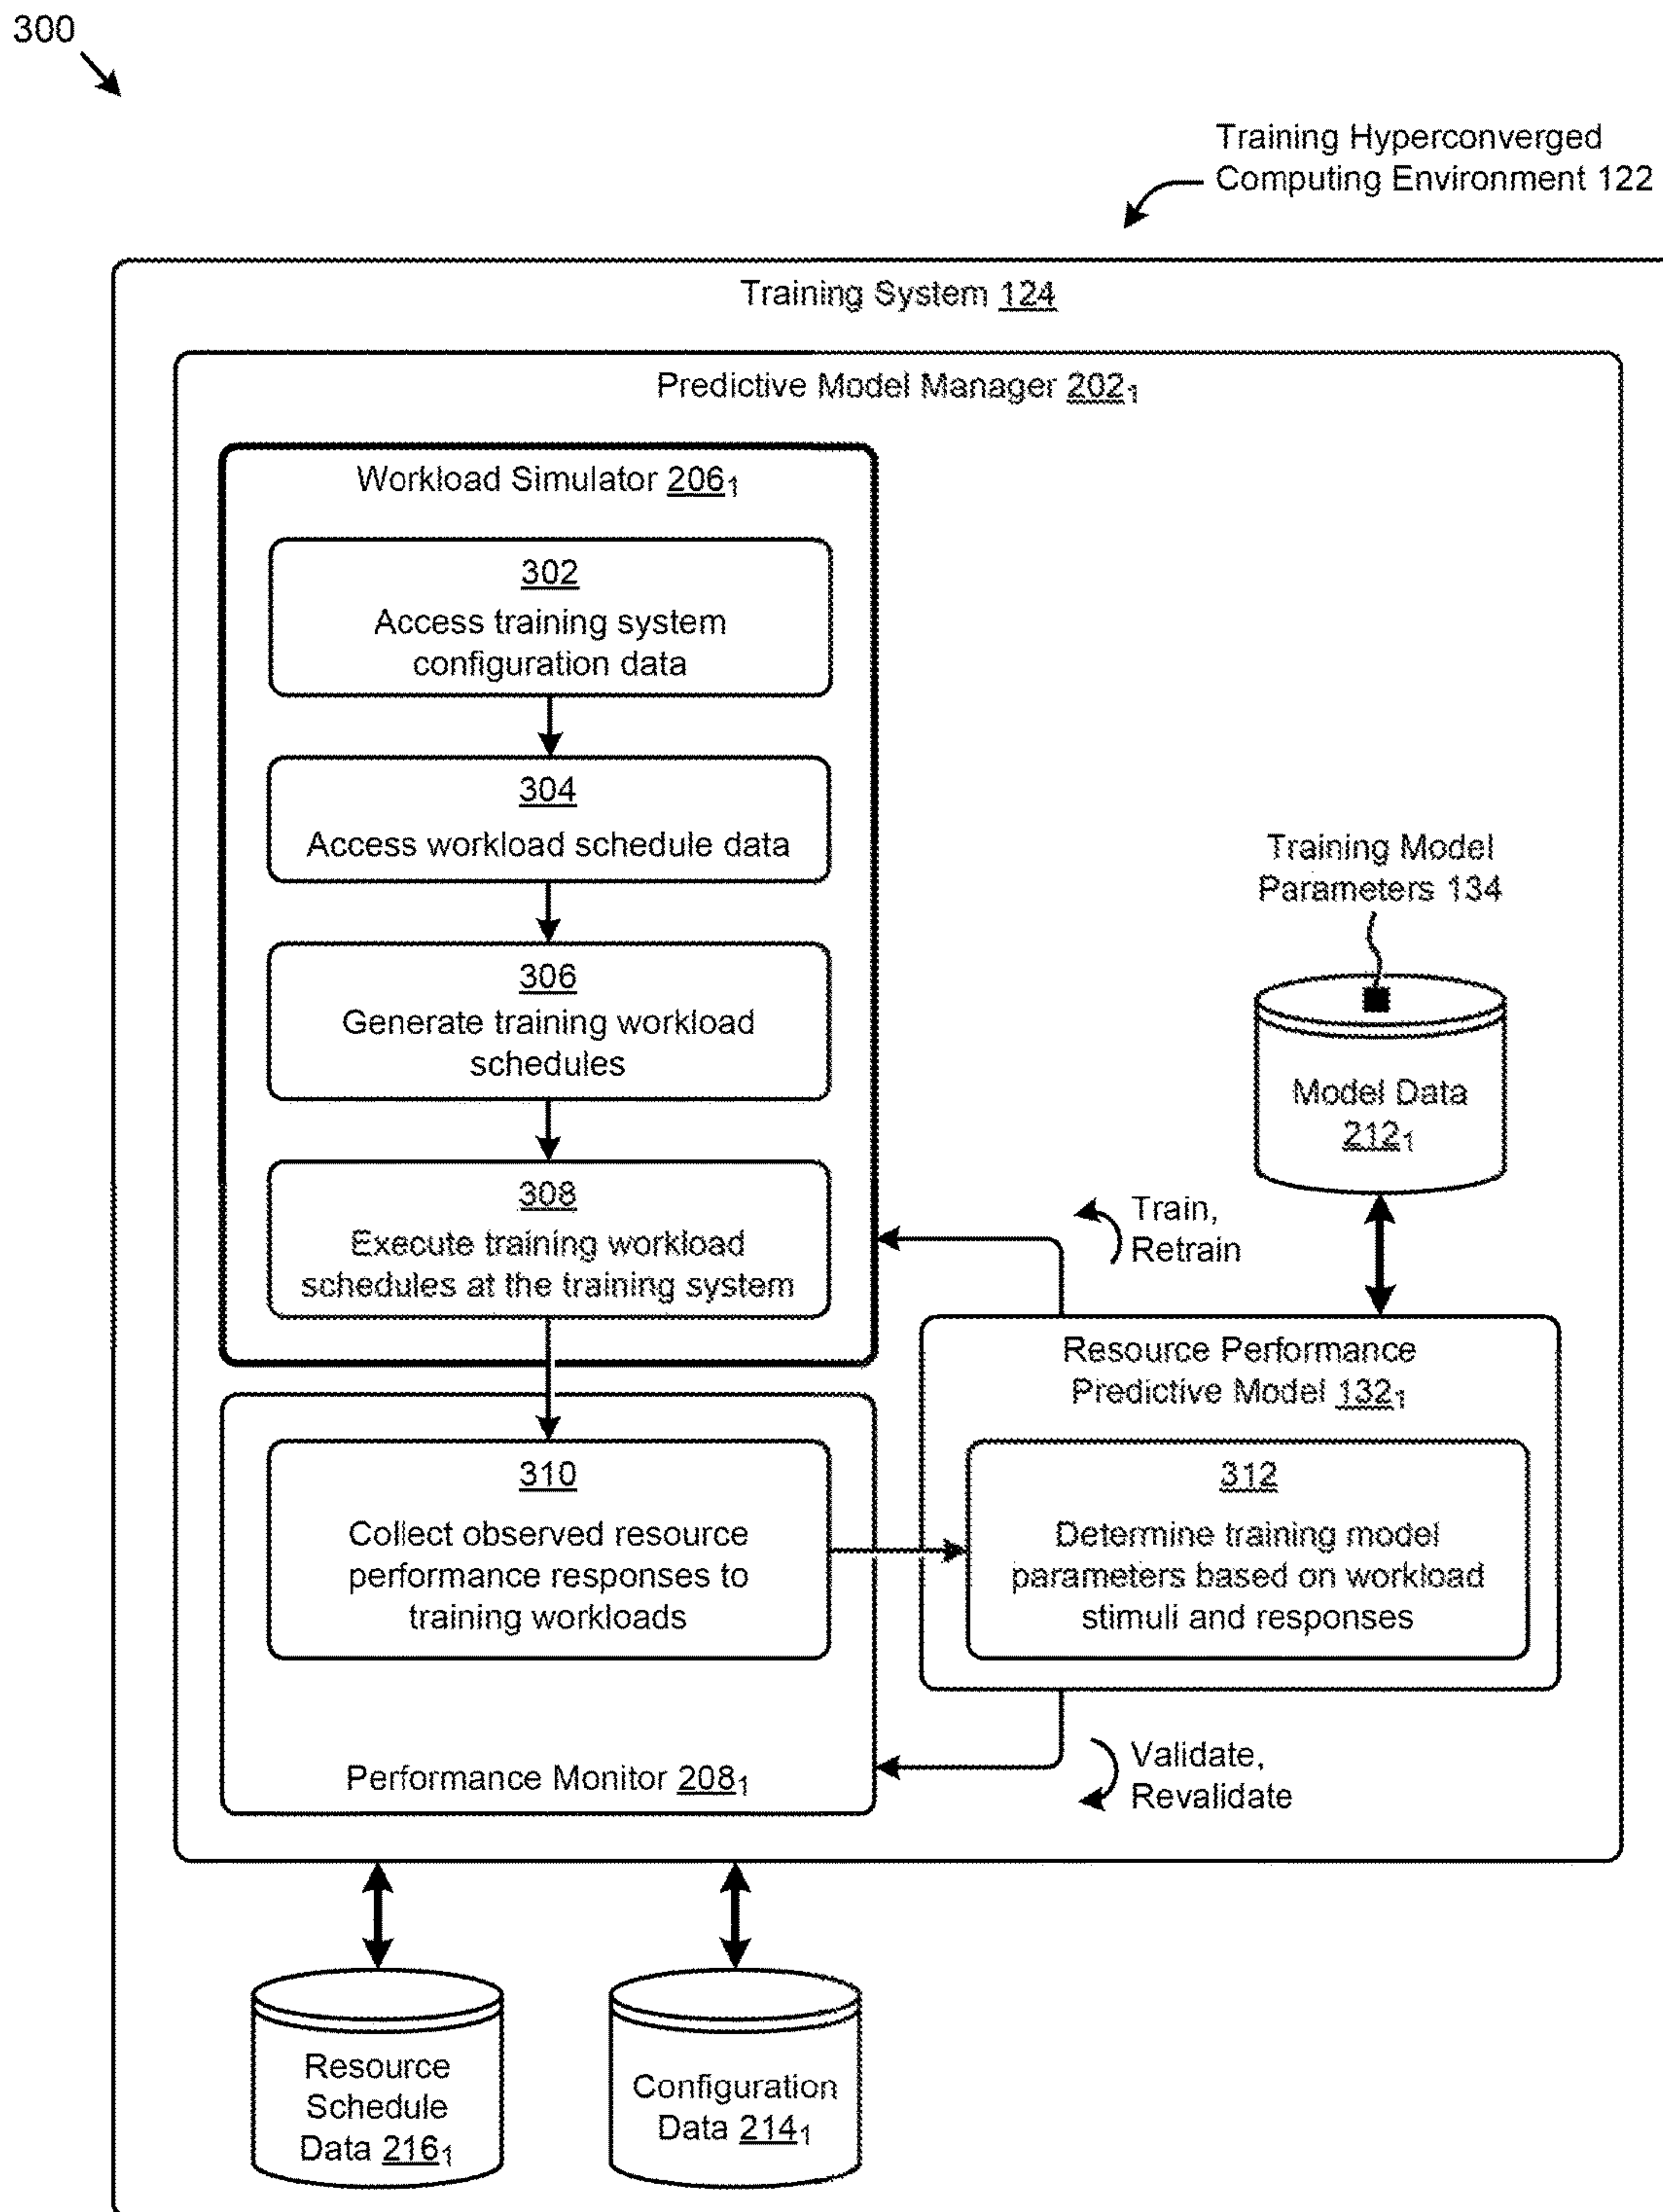 300
Training Hyperconverged
Computing Environment 122
Training System 124
Predictive Model Manager 202₁
Workload Simulator 206₁
302
Access training system
configuration data
304
Access workload schedule data
306
Generate training workload
schedules
308
Execute training workload
schedules at the training system
Training Model
Parameters 134
Model Data
212₁
Train,
Retrain
Resource Performance
Predictive Model 132₁
310
Collect observed resource
performance responses to
training workloads
312
Determine training model
parameters based on workload
stimuli and responses
Performance Monitor 208₁
Validate,
Revalidate
Resource
Schedule
Data 216₁
Configuration
Data 214₁